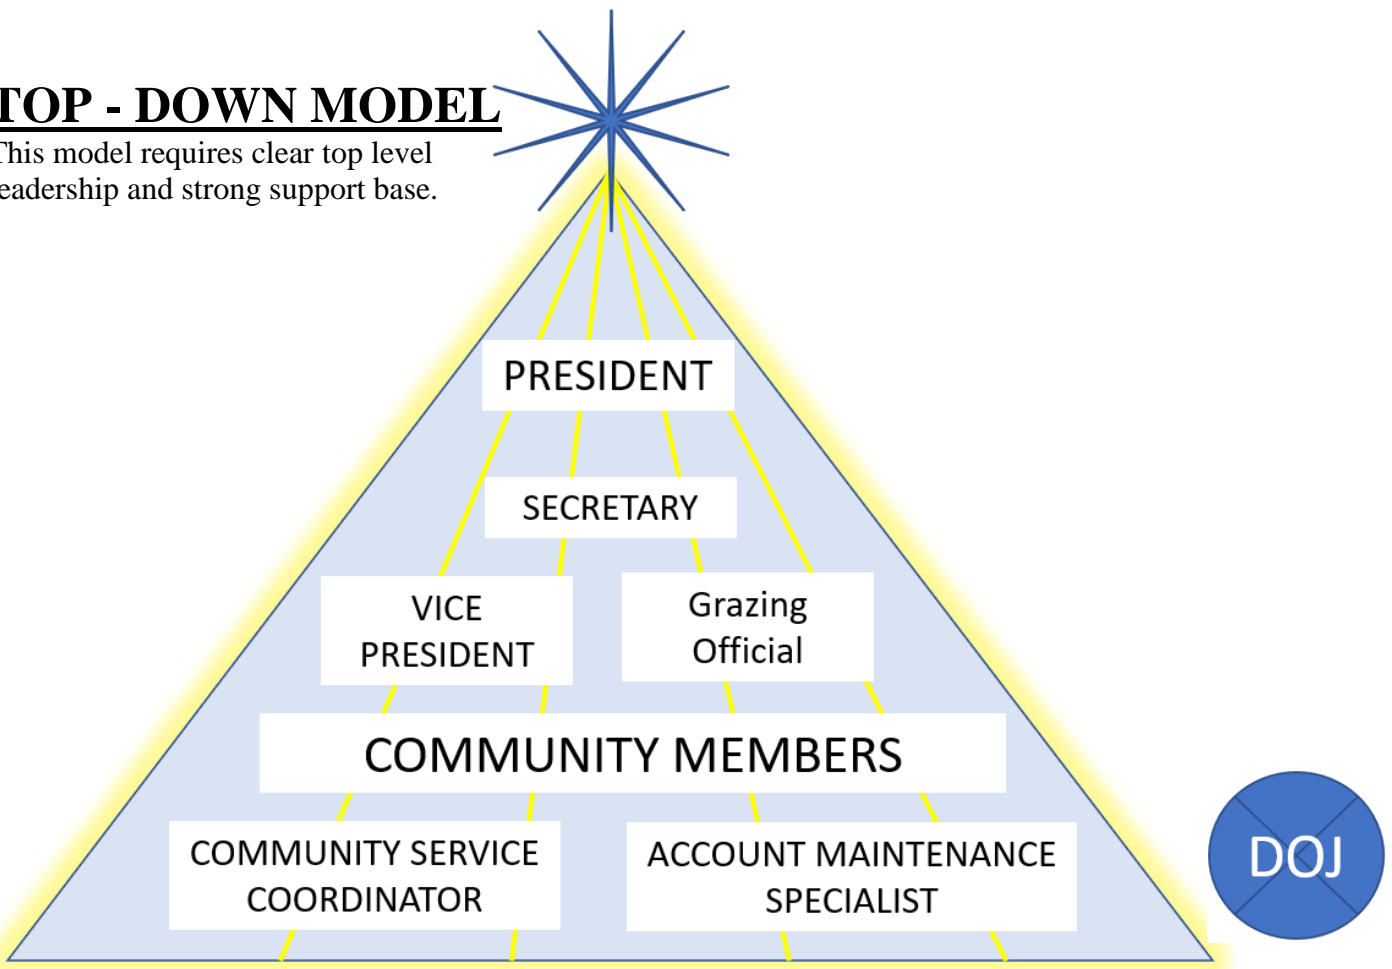 TOP - DOWN MODEL
This model requires clear top level
leadership and strong support base.
PRESIDENT
SECRETARY
VICE
PRESIDENT
Grazing
Official
COMMUNITY MEMBERS
COMMUNITY SERVICE
COORDINATOR
ACCOUNT MAINTENANCE
SPECIALIST
DOJ